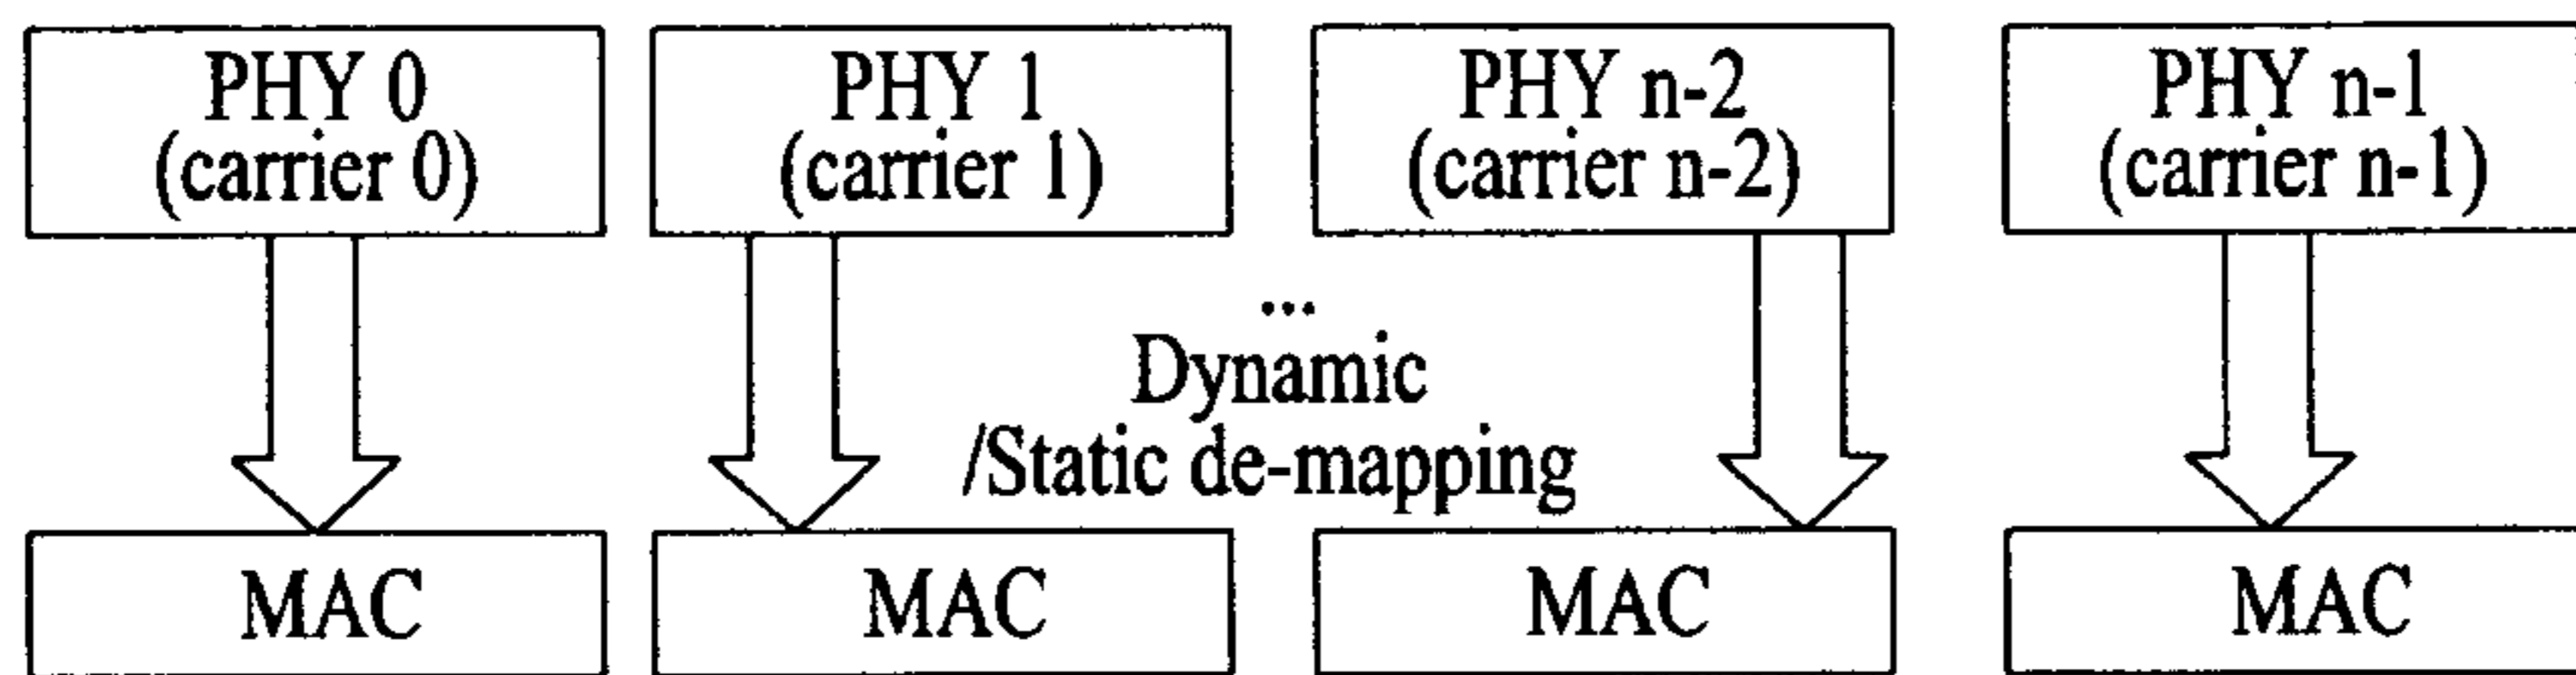 PHY 0
(carrier 0)
PHY 1
(carrier 1)
PHY n-2
(carrier n-2)
PHY n-1
(carrier n-1)
...
Dynamic
/Static de-mapping
MAC
MAC
MAC
MAC